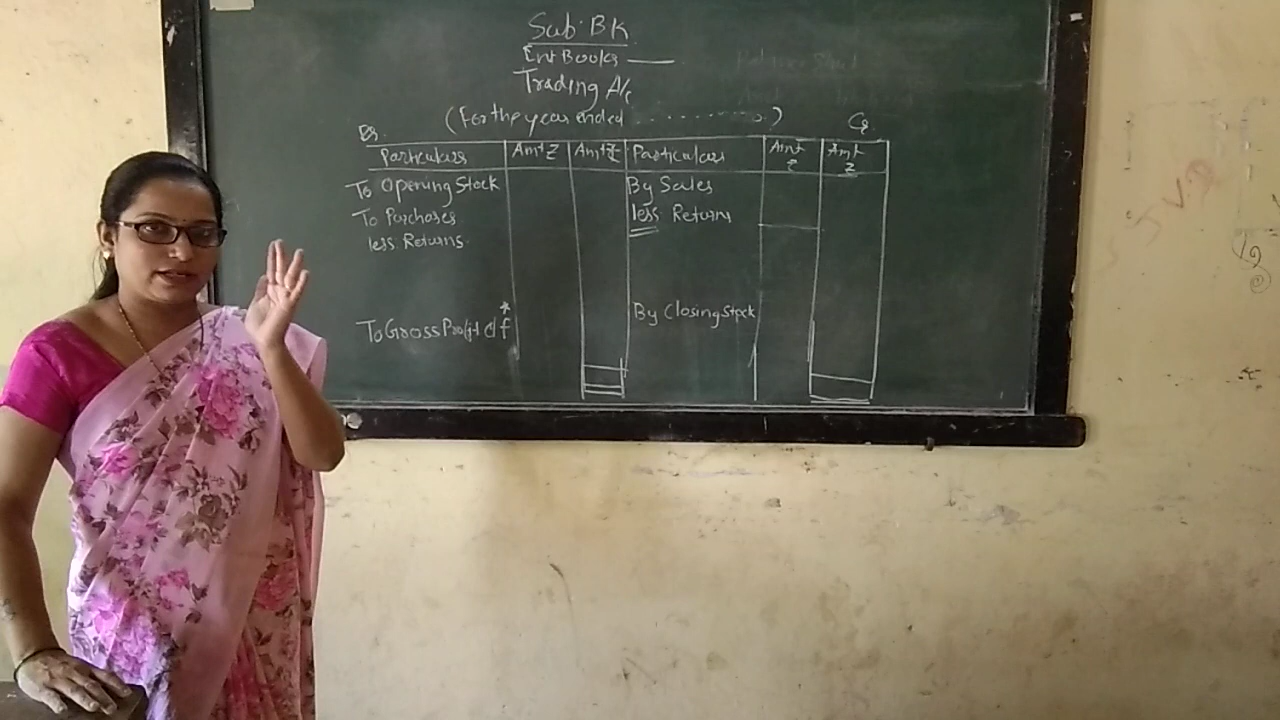 Sub: BK
Trading A/c
(For the year ended .........)
Dr. Cr.
Particulars Amt ₹ Amt ₹ Particulars Amt ₹ Amt ₹
To Opening Stock By Sales
To Purchases less Returns
less Returns
By Closing Stock
To Gross Profit c/f *
J.V.D